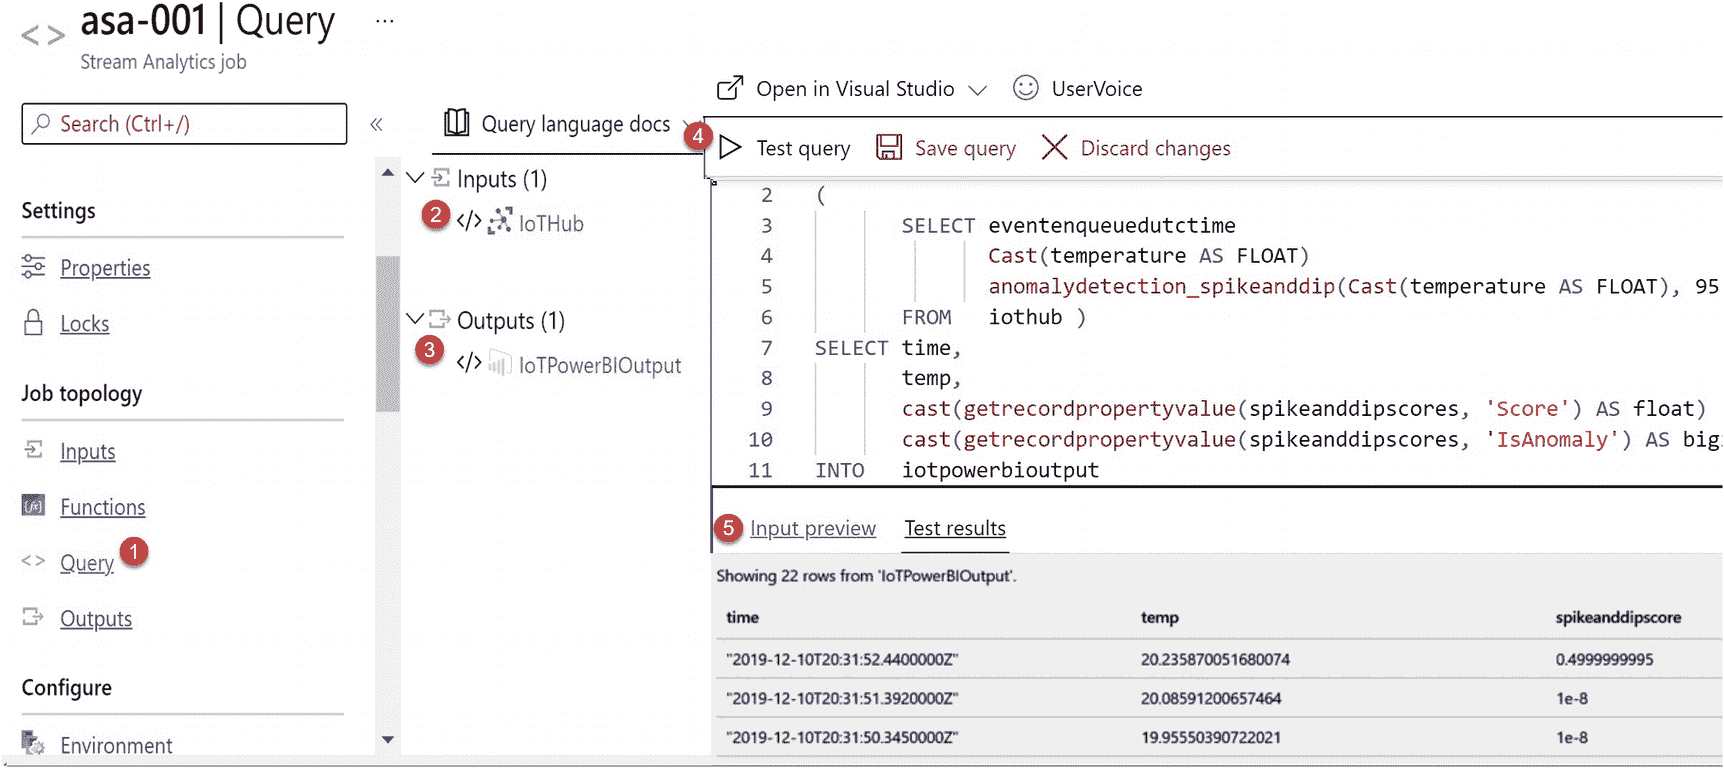 asa-001 | Query ...
Stream Analytics job
Search (Ctrl+/)
«
Settings
Properties
Locks
Job topology
Inputs
Functions
1
Query
Outputs
Configure
Environment
Query language docs
Inputs (1)
2
</> IoTHub
Outputs (1)
3
</> IoTPowerBIOutput
Open in Visual Studio
UserVoice
4
Test query
Save query
Discard changes
2 (
3 SELECT eventenqueuedutctime
4 Cast(temperature AS FLOAT)
5 anomalydetection_spikeanddip(Cast(temperature AS FLOAT), 95
6 FROM iothub )
7 SELECT time,
8 temp,
9 cast(getrecordpropertyvalue(spikeanddipscores, 'Score') AS float)
10 cast(getrecordpropertyvalue(spikeanddipscores, 'IsAnomaly') AS big
11 INTO iotpowerbioutput
5
Input preview Test results
Showing 22 rows from 'IoTPowerBIOutput'.
time temp spikeanddipscore
"2019-12-10T20:31:52.4400000Z" 20.235870051680074 0.4999999995
"2019-12-10T20:31:51.3920000Z" 20.08591200657464 1e-8
"2019-12-10T20:31:50.3450000Z" 19.95550390722021 1e-8